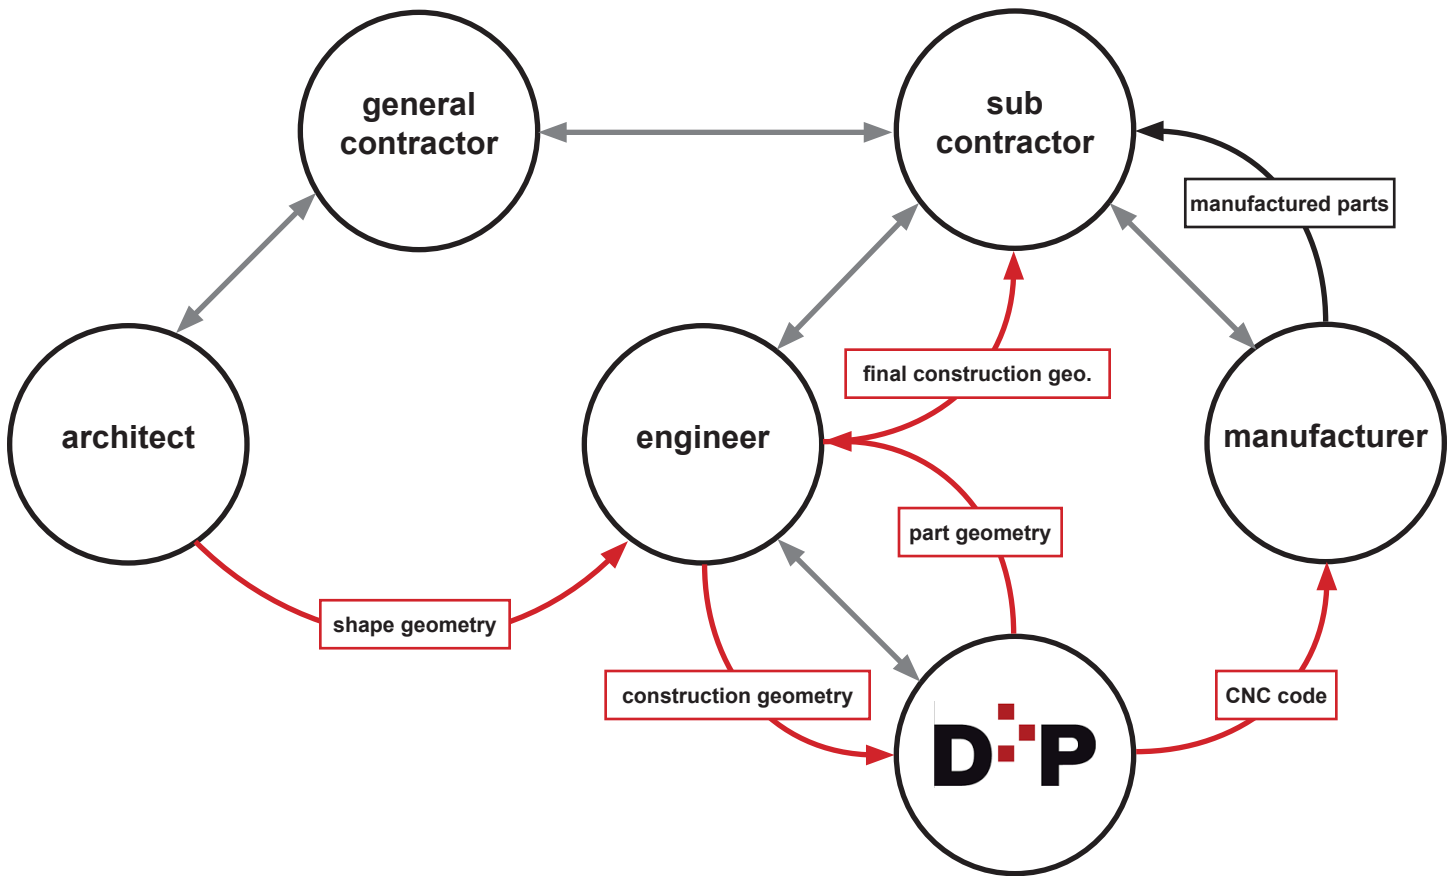 general
contractor
sub
contractor
manufactured parts
final construction geo.
architect
engineer
manufacturer
part geometry
shape geometry
construction geometry
CNC code
D P